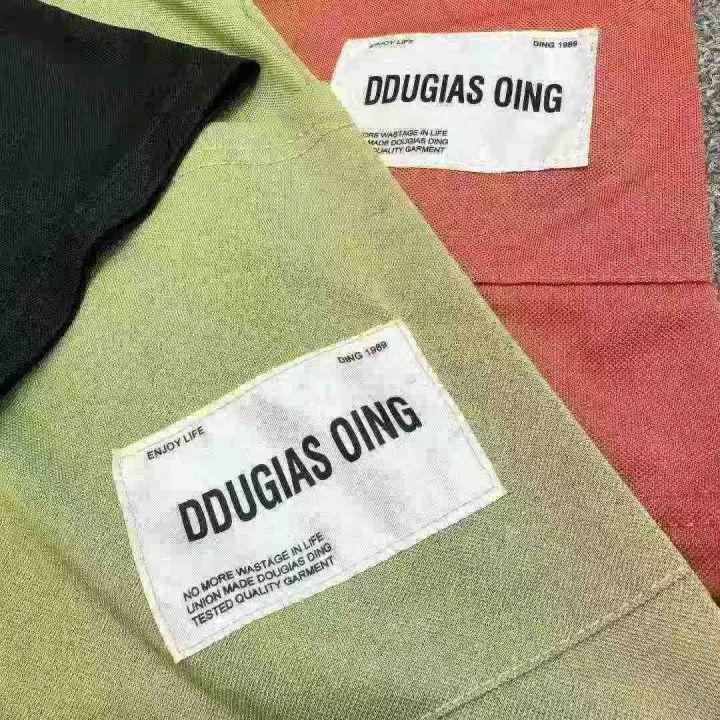 ENJOY LIFE
DING 1989
DDUGIAS OING
ORE WASTAGE IN LIFE
MADE DOUGIAS DING
QUALITY GARMENT
ENJOY LIFE
DING 1989
DDUGIAS OING
NO MORE WASTAGE IN LIFE
UNION MADE DOUGIAS DING
TESTED QUALITY GARMENT